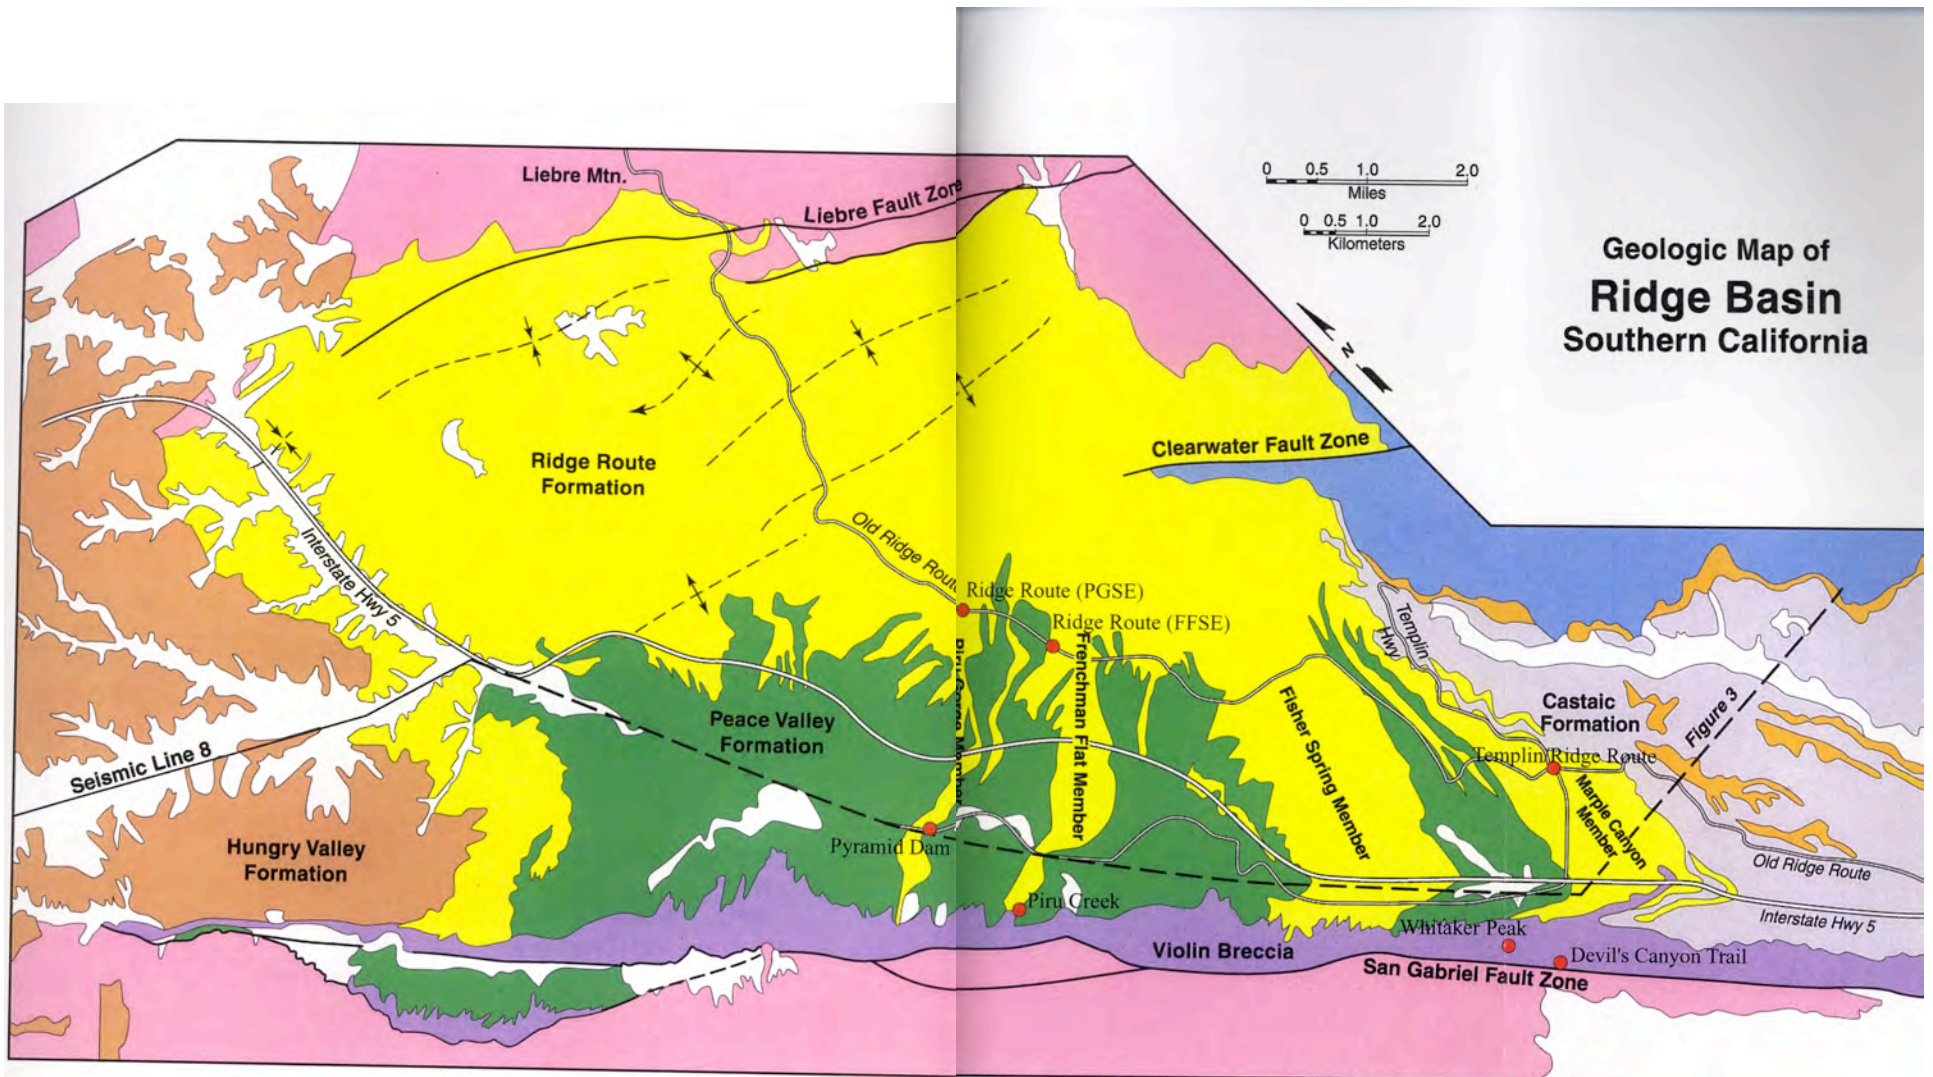 Geologic Map of
Ridge Basin
Southern California
0 0.5 1.0 2.0
Miles
0 0.5 1.0 2.0
Kilometers
N
Liebre Mtn.
Liebre Fault Zone
Clearwater Fault Zone
Ridge Route
Formation
Old Ridge Route
Interstate Hwy 5
Ridge Route (PGSE)
Ridge Route (FFSE)
Piru Gorge Member
Frenchman Flat Member
Fisher Spring Member
Templin
Hwy
Castaic
Formation
Figure 3
Templin/Ridge Route
Marple Canyon
Member
Peace Valley
Formation
Seismic Line 8
Hungry Valley
Formation
Pyramid Dam
Piru Creek
Old Ridge Route
Interstate Hwy 5
Whitaker Peak
Violin Breccia
Devil's Canyon Trail
San Gabriel Fault Zone